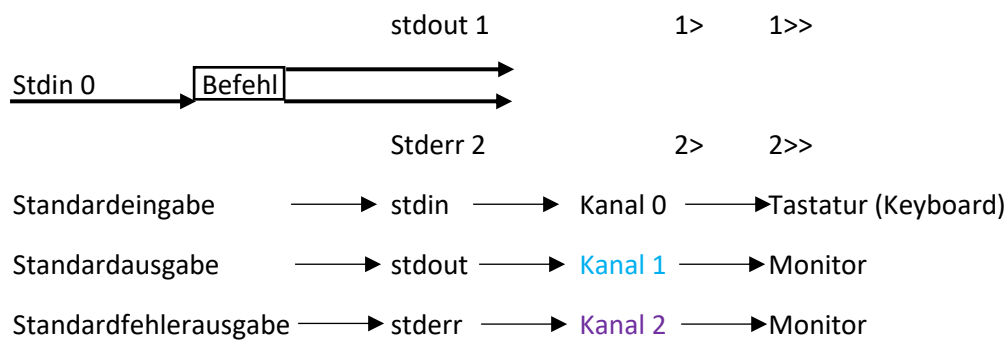 stdout 1 1> 1>>
Stdin 0 Befehl
Stderr 2 2> 2>>
Standardeingabe stdin Kanal 0 Tastatur (Keyboard)
Standardausgabe stdout Kanal 1 Monitor
Standardfehlerausgabe stderr Kanal 2 Monitor